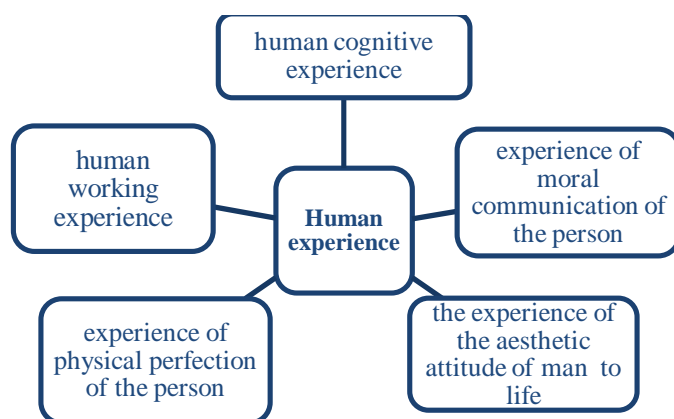 human cognitive
experience
human
working
experience
experience of
moral
communication of
the person
Human
experience
experience of
physical perfection
of the person
the experience of
the aesthetic
attitude of man to
life